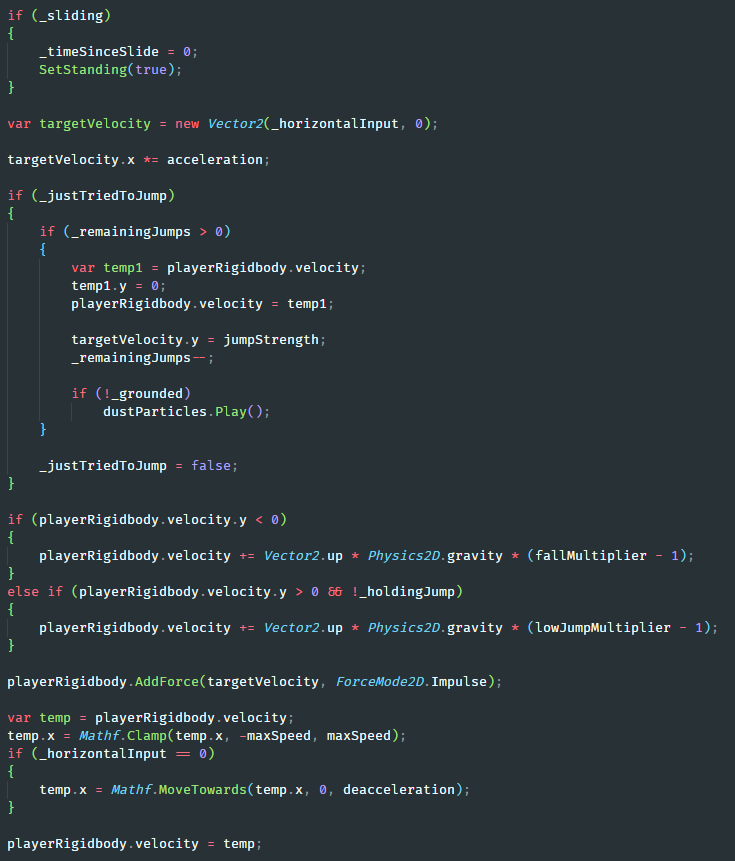 if (_sliding)
{
    _timeSinceSlide = 0;
    SetStanding(true);
}

var targetVelocity = new Vector2(_horizontalInput, 0);

targetVelocity.x *= acceleration;

if (_justTriedToJump)
{
    if (_remainingJumps > 0)
    {
        var temp1 = playerRigidbody.velocity;
        temp1.y = 0;
        playerRigidbody.velocity = temp1;

        targetVelocity.y = jumpStrength;
        _remainingJumps--;

        if (!_grounded)
            dustParticles.Play();
    }

    _justTriedToJump = false;
}

if (playerRigidbody.velocity.y < 0)
{
    playerRigidbody.velocity += Vector2.up * Physics2D.gravity * (fallMultiplier - 1);
}
else if (playerRigidbody.velocity.y > 0 && !_holdingJump)
{
    playerRigidbody.velocity += Vector2.up * Physics2D.gravity * (lowJumpMultiplier - 1);
}

playerRigidbody.AddForce(targetVelocity, ForceMode2D.Impulse);

var temp = playerRigidbody.velocity;
temp.x = Mathf.Clamp(temp.x, -maxSpeed, maxSpeed);
if (_horizontalInput == 0)
{
    temp.x = Mathf.MoveTowards(temp.x, 0, deacceleration);
}

playerRigidbody.velocity = temp;